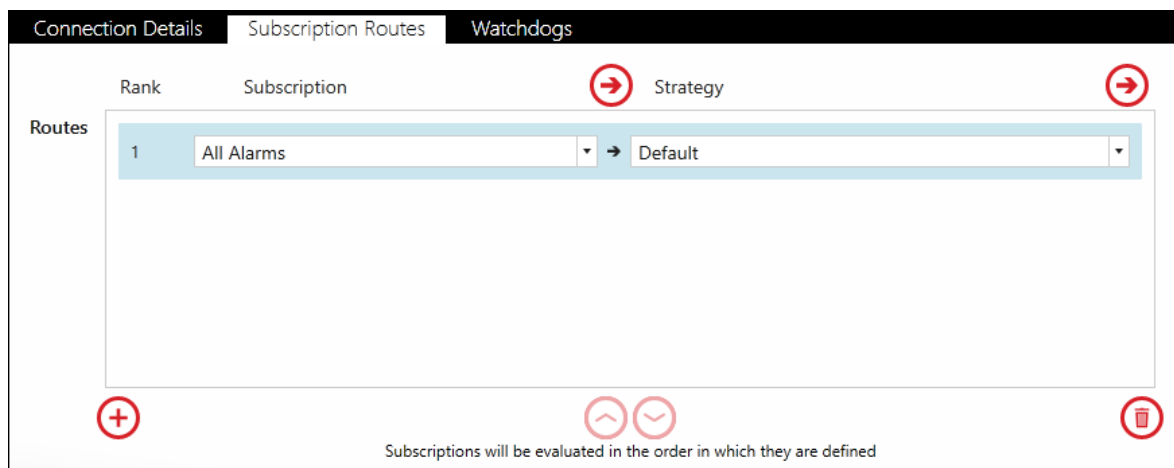 Connection Details Subscription Routes Watchdogs
Rank Subscription Strategy
Routes
1 All Alarms Default
Subscriptions will be evaluated in the order in which they are defined